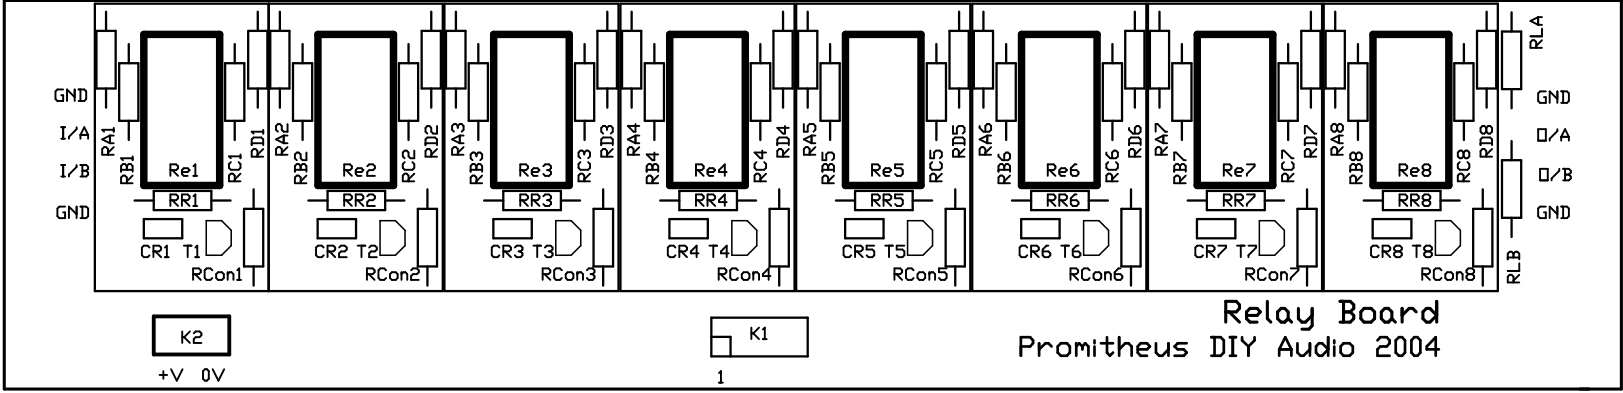 GND
I/A
I/B
GND
RA1 RB1 Re1 RC1 RD1
RR1
CR1 T1
RCon1
RA2 RB2 Re2 RC2 RD2
RR2
CR2 T2
RCon2
RA3 RB3 Re3 RC3 RD3
RR3
CR3 T3
RCon3
RA4 RB4 Re4 RC4 RD4
RR4
CR4 T4
RCon4
RA5 RB5 Re5 RC5 RD5
RR5
CR5 T5
RCon5
RA6 RB6 Re6 RC6 RD6
RR6
CR6 T6
RCon6
RA7 RB7 Re7 RC7 RD7
RR7
CR7 T7
RCon7
RA8 RB8 Re8 RC8 RD8
RR8
CR8 T8
RCon8
RLA
GND
O/A
O/B
GND
RLB
K2
+V 0V
K1
1
Relay Board
Promitheus DIY Audio 2004